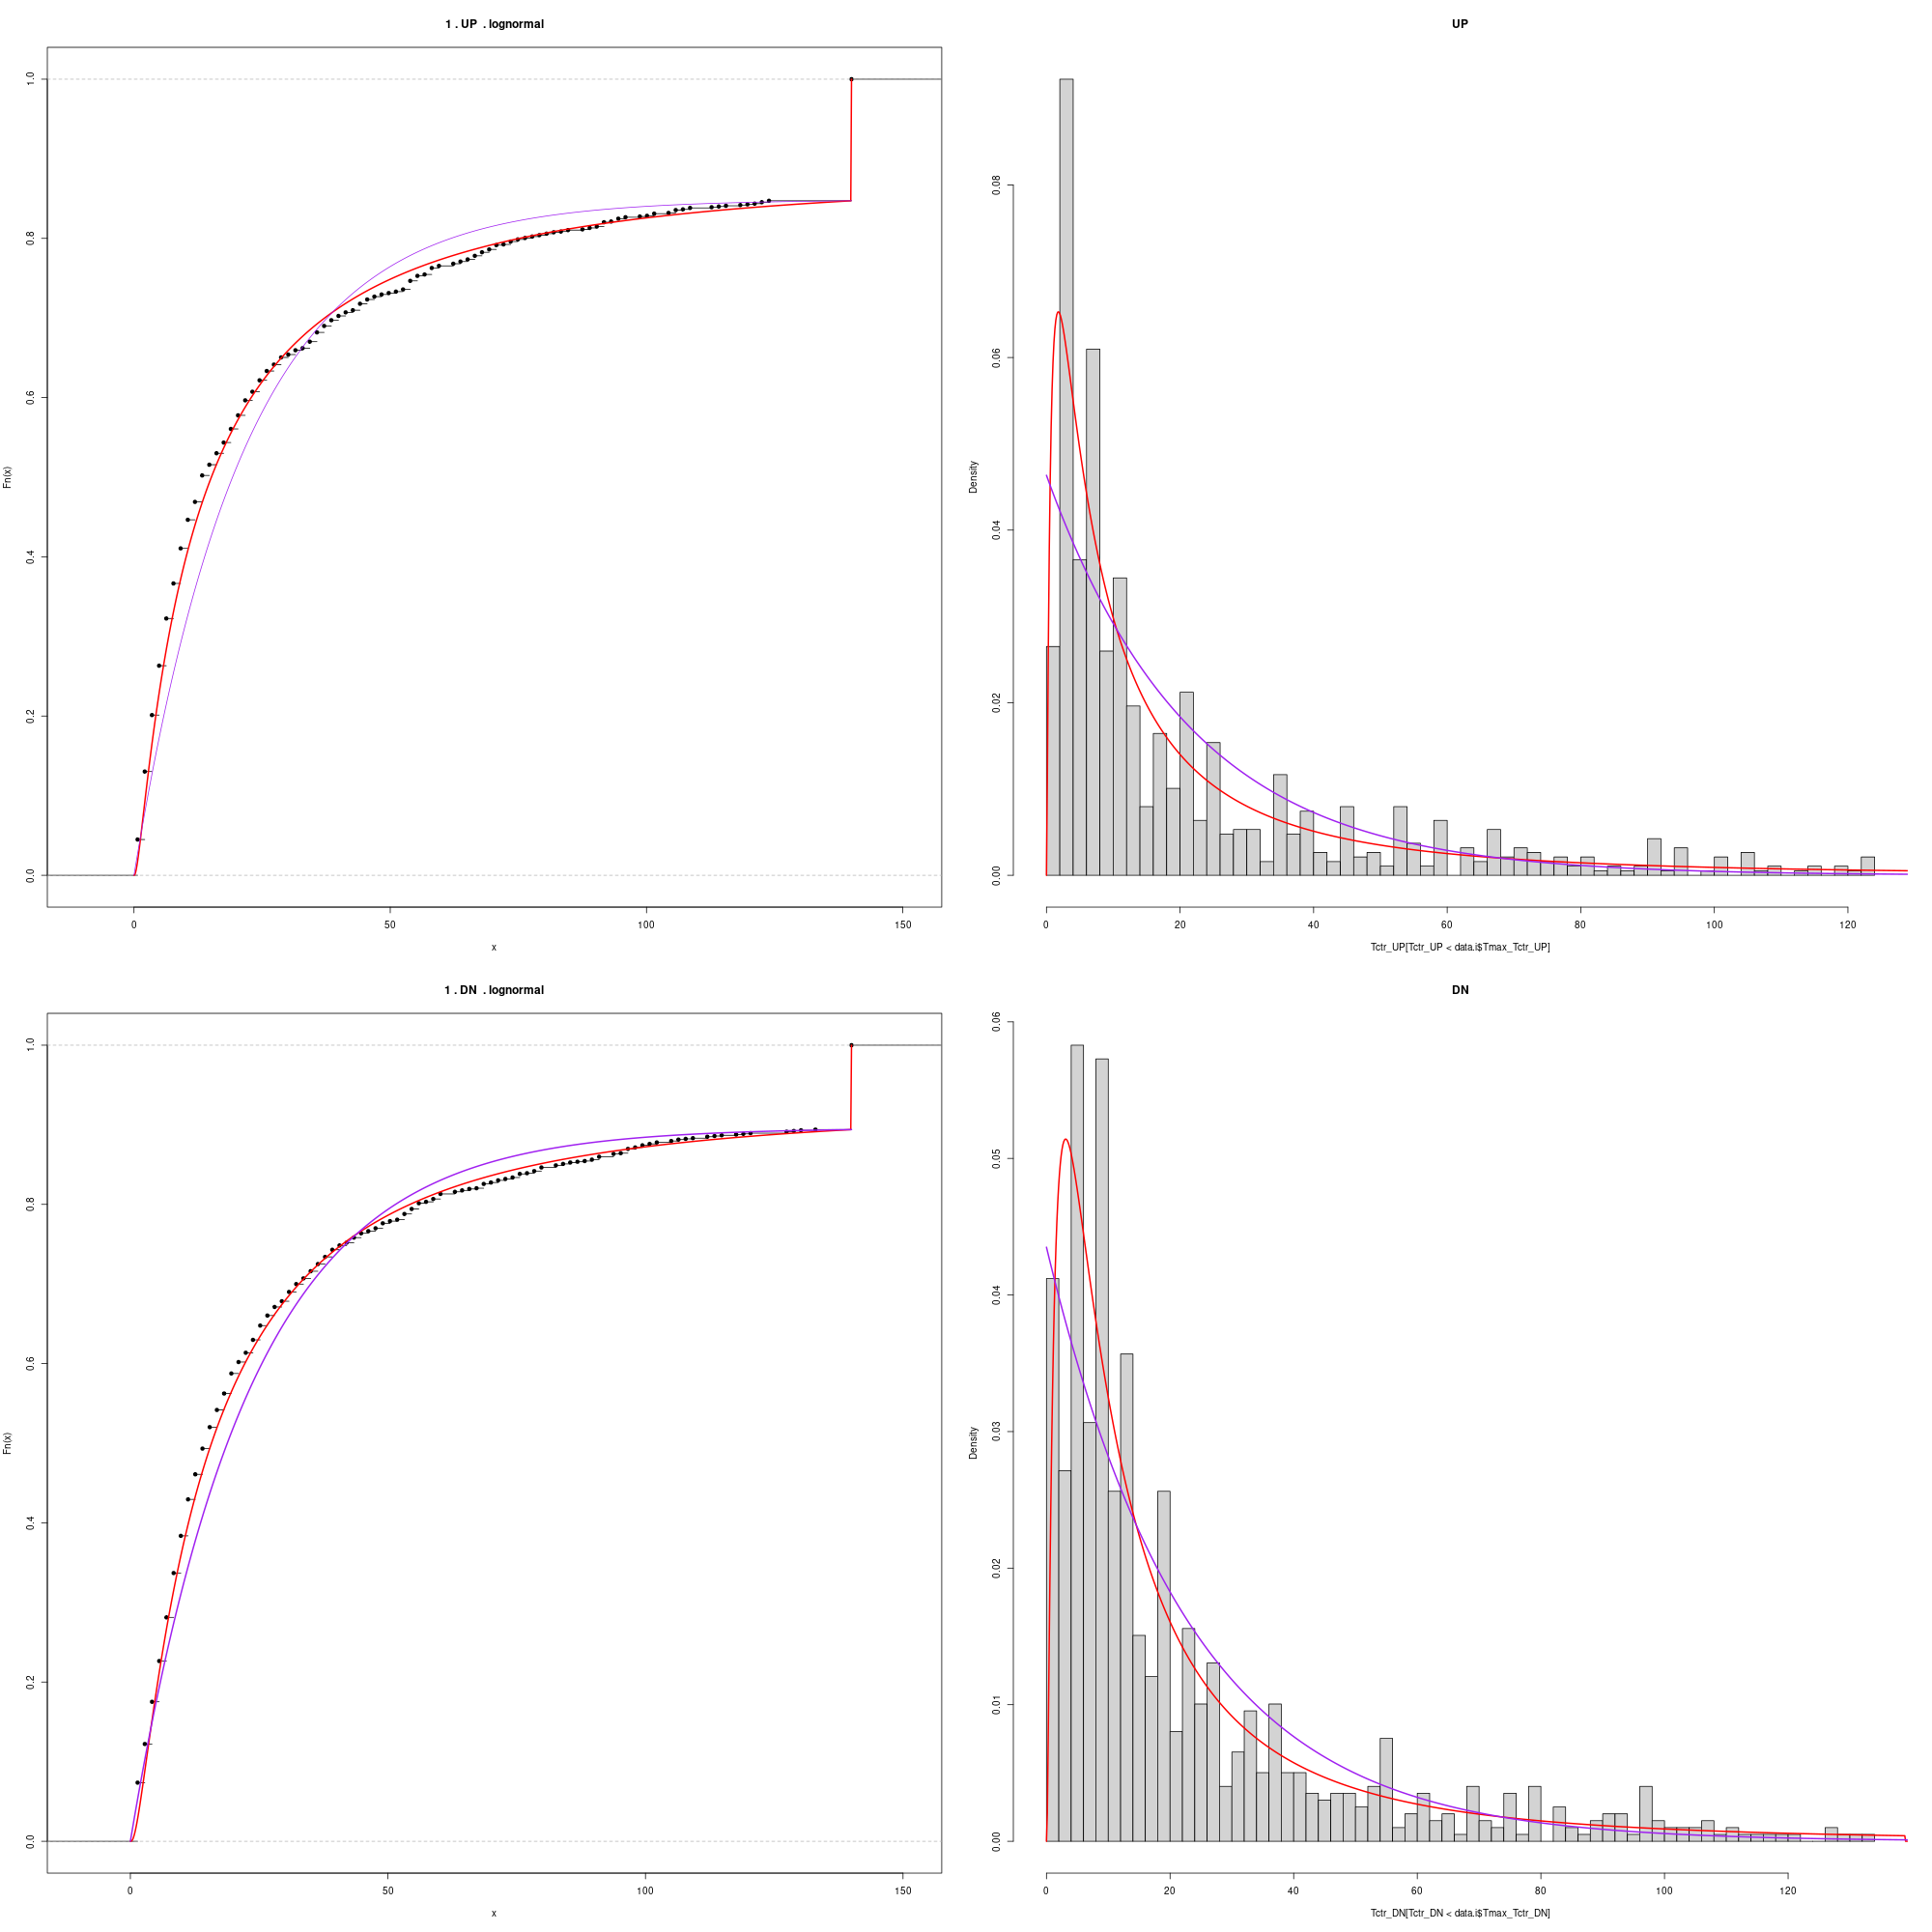 1 . UP . lognormal
Fn(x)
0.0 0.2 0.4 0.6 0.8 1.0
0 50 100 150
x
UP
Density
0.00 0.02 0.04 0.06 0.08
0 20 40 60 80 100 120
Tctr_UP[Tctr_UP < data.i$Tmax_Tctr_UP]
1 . DN . lognormal
Fn(x)
0.0 0.2 0.4 0.6 0.8 1.0
0 50 100 150
x
DN
Density
0.00 0.01 0.02 0.03 0.04 0.05 0.06
0 20 40 60 80 100 120
Tctr_DN[Tctr_DN < data.i$Tmax_Tctr_DN]